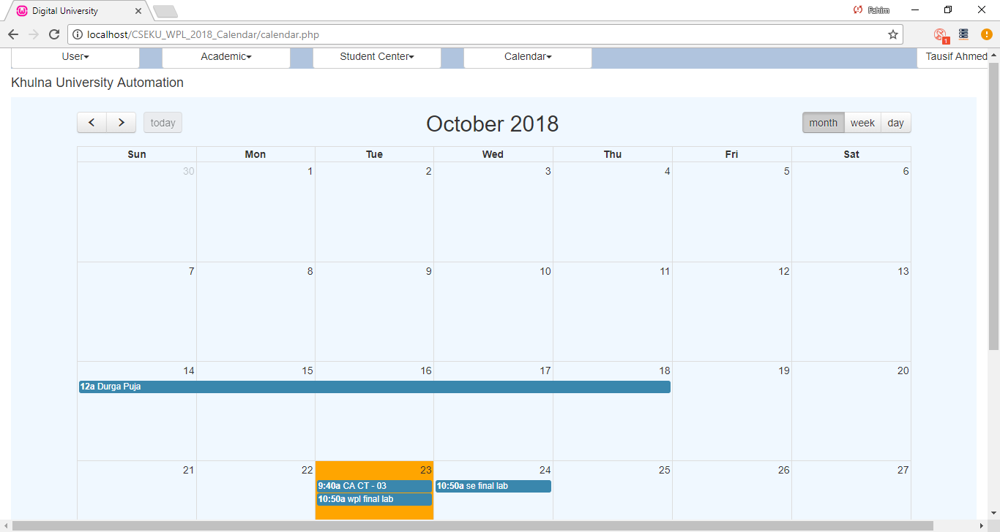 Digital University
Fahim
localhost/CSEKU_WPL_2018_Calendar/calendar.php
1
User
Academic
Student Center
Calendar
Tausif Ahmed
Khulna University Automation
today
October 2018
month week day
Sun Mon Tue Wed Thu Fri Sat
30 1 2 3 4 5 6
7 8 9 10 11 12 13
14 15 16 17 18 19 20
12a Durga Puja
21 22 23 24 25 26 27
9:40a CA CT - 03 10:50a se final lab
10:50a wpl final lab